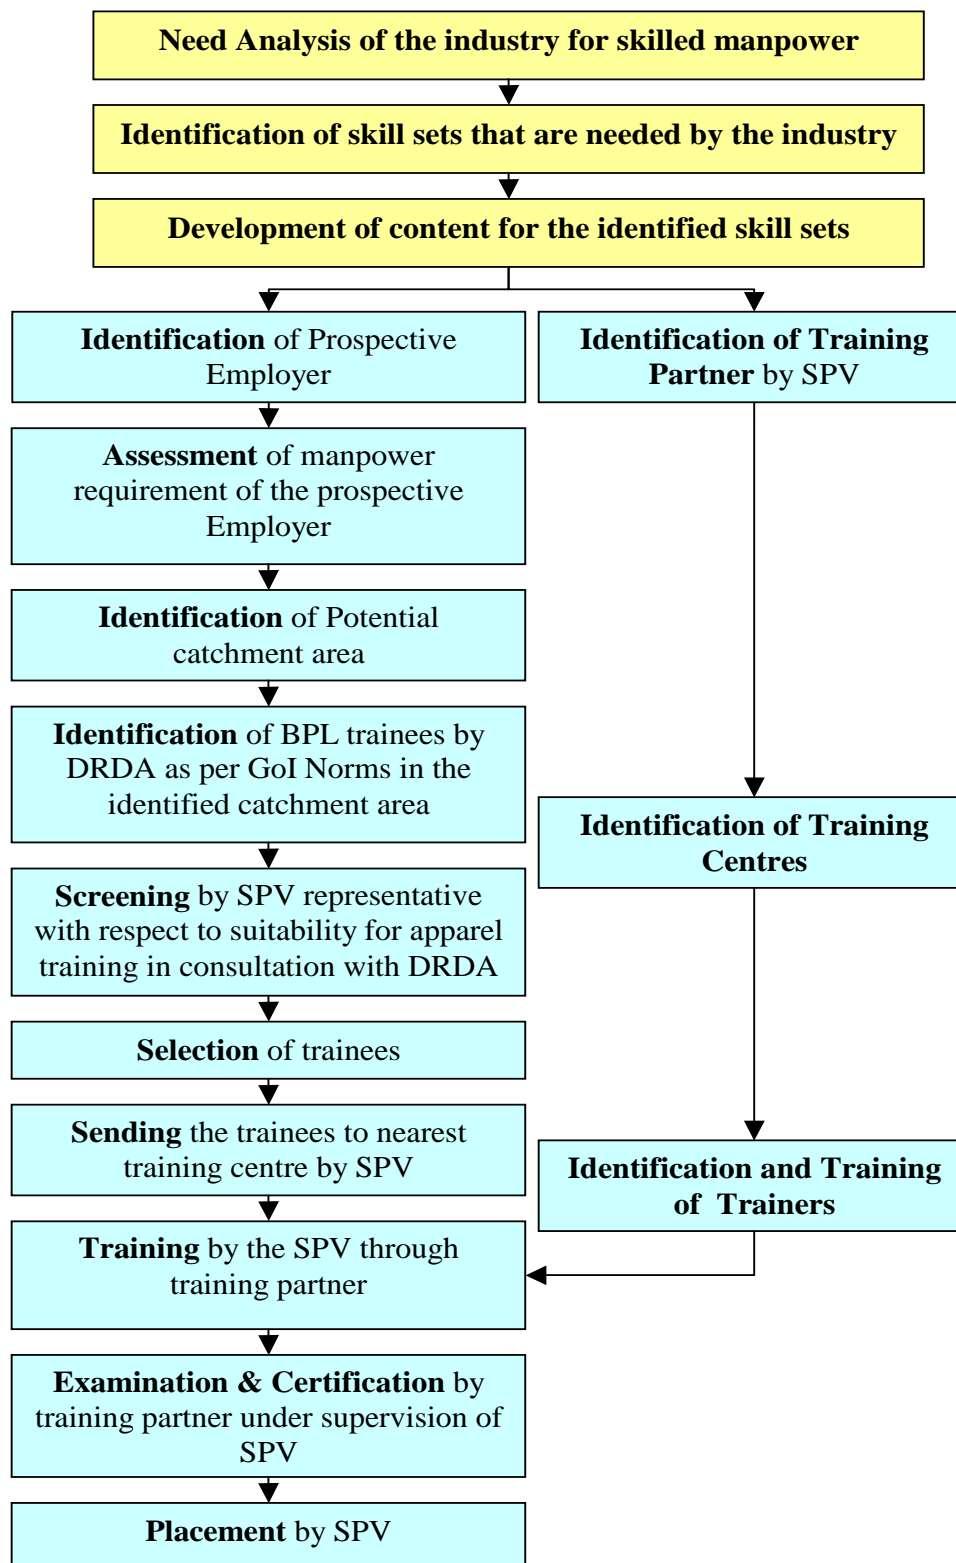 Need Analysis of the industry for skilled manpower
Identification of skill sets that are needed by the industry
Development of content for the identified skill sets
Identification of Prospective
Employer
Identification of Training
Partner by SPV
Assessment of manpower
requirement of the prospective
Employer
Identification of Potential
catchment area
Identification of BPL trainees by
DRDA as per GoI Norms in the
identified catchment area
Identification of Training
Centres
Screening by SPV representative
with respect to suitability for apparel
training in consultation with DRDA
Selection of trainees
Sending the trainees to nearest
training centre by SPV
Identification and Training
of Trainers
Training by the SPV through
training partner
Examination & Certification by
training partner under supervision of
SPV
Placement by SPV